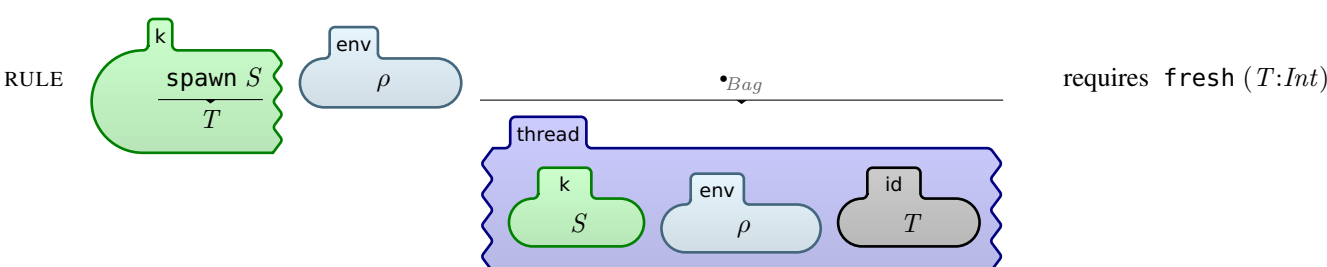 k
env
RULE spawn S ρ •Bag requires fresh (T:Int)
T
thread
k env id
S ρ T